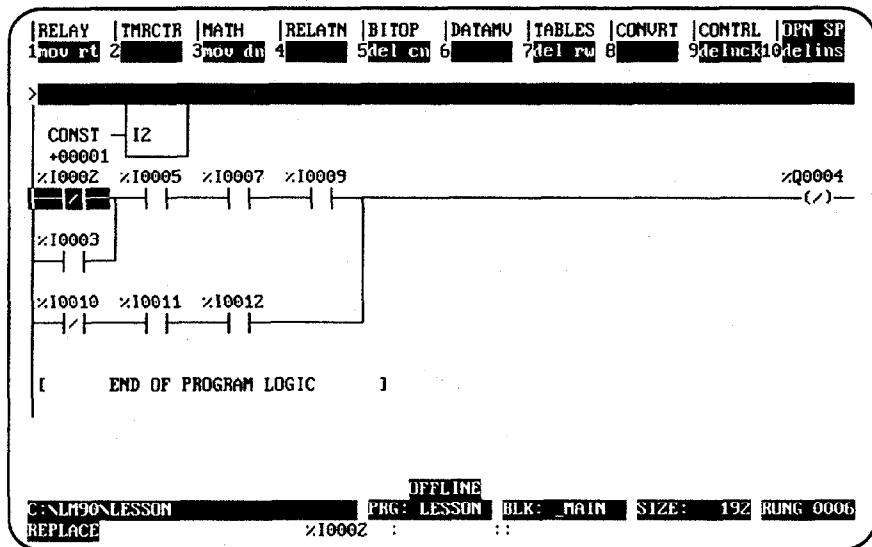 RELAY |TMRCTR |MATH |RELATN |BITOP |DATAMV |TABLES |CONVRT |CONTRL |OPN SP
1mov rt 2 3mov dn 4 5del cn 6 7del rw 8 9delnck10delins
>
CONST I2
+00001
%I0002 %I0005 %I0007 %I0009 %Q0004
%I0003
%I0010 %I0011 %I0012
[ END OF PROGRAM LOGIC ]
OFFLINE
C:\LM90\LESSON PRG: LESSON BLK: _MAIN SIZE: 192 RUNG 0006
REPLACE %I0002 : ::